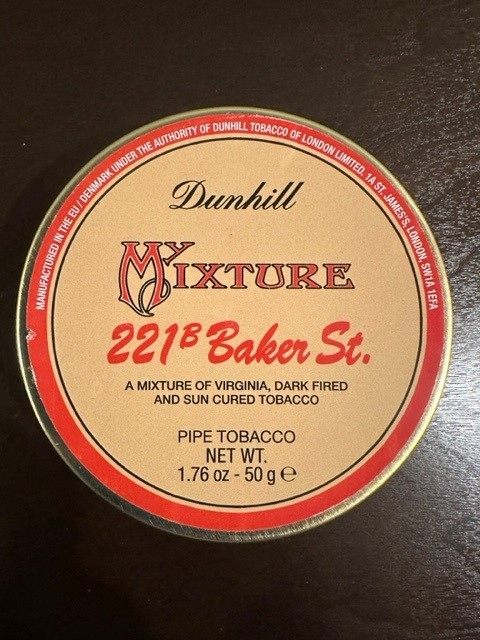 MANUFACTURED IN THE EU / DENMARK UNDER THE AUTHORITY OF DUNHILL TOBACCO OF LONDON LIMITED, 1A ST. JAMES'S, LONDON, SW1A 1EFA
Dunhill
MY MIXTURE
221B Baker St.
A MIXTURE OF VIRGINIA, DARK FIRED
AND SUN CURED TOBACCO
PIPE TOBACCO
NET WT.
1.76 oz - 50 g ℮